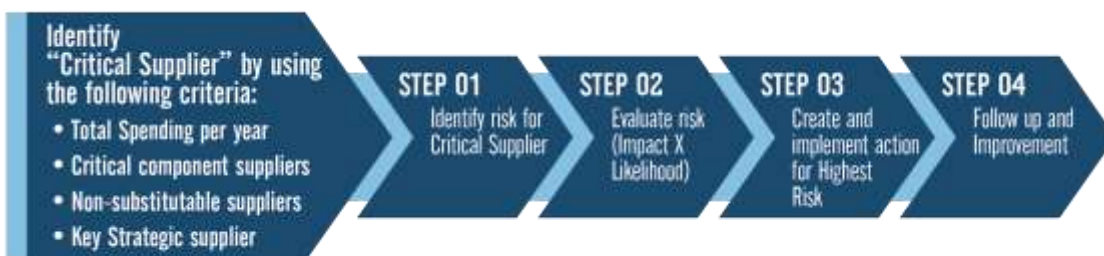 Identify
“Critical Supplier” by using
the following criteria:
• Total Spending per year
• Critical component suppliers
• Non-substitutable suppliers
• Key Strategic supplier
STEP 01
Identify risk for
Critical Supplier
STEP 02
Evaluate risk
(Impact X
Likelihood)
STEP 03
Create and
implement action
for Highest
Risk
STEP 04
Follow up and
Improvement